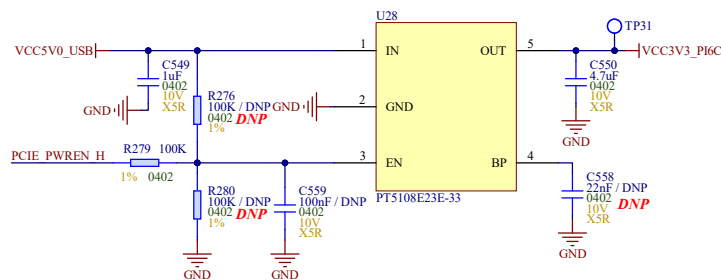 U28
TP31
VCC5V0_USB
1
IN
OUT
5
VCC3V3_PI6C
C549
1uF
0402
10V
X5R
GND
R276
100K / DNP
0402
DNP
1%
GND
2
GND
C550
4.7uF
0402
10V
X5R
GND
PCIE_PWREN_H
R279
100K
1%
0402
3
EN
BP
4
PT5108E23E-33
R280
100K / DNP
0402
DNP
1%
GND
C559
100nF / DNP
0402
10V
X5R
GND
C558
22nF / DNP
0402
DNP
10V
X5R
GND